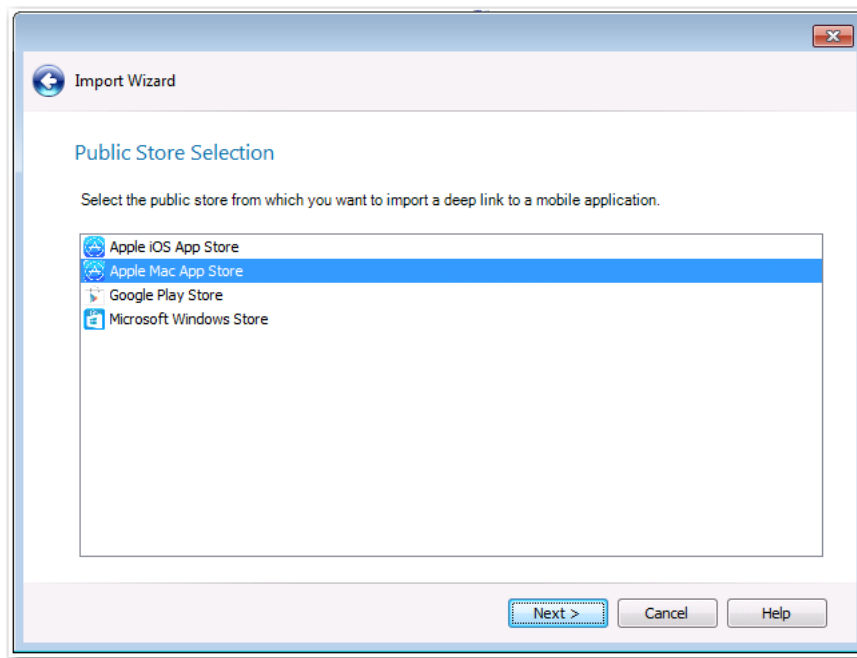 Import Wizard
Public Store Selection
Select the public store from which you want to import a deep link to a mobile application.
Apple iOS App Store
Apple Mac App Store
Google Play Store
Microsoft Windows Store
Next > Cancel Help